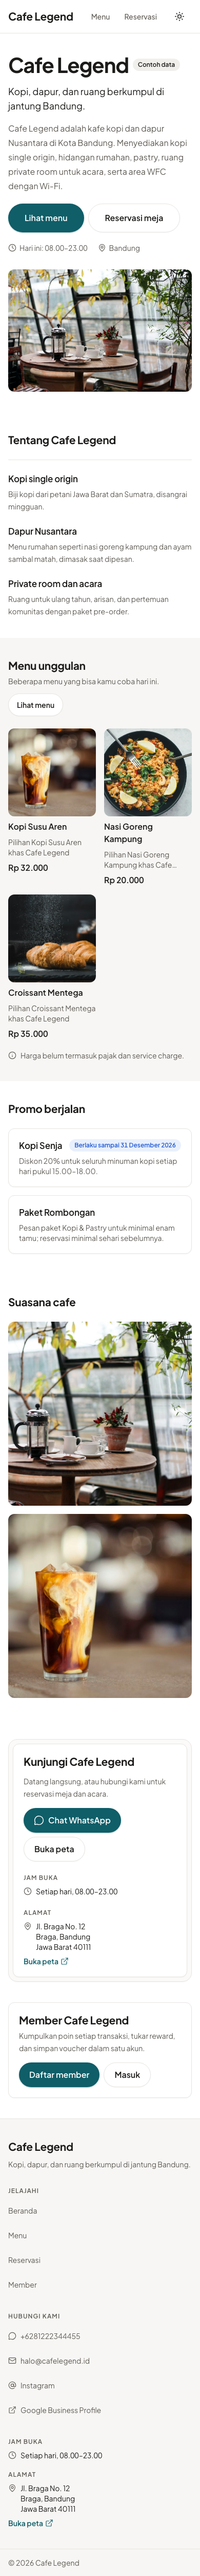 Cafe Legend Menu Reservasi
Cafe Legend Contoh data
Kopi, dapur, dan ruang berkumpul di
jantung Bandung.
Cafe Legend adalah kafe kopi dan dapur
Nusantara di Kota Bandung. Menyediakan kopi
single origin, hidangan rumahan, pastry, ruang
private room untuk acara, serta area WFC
dengan Wi-Fi.
Lihat menu Reservasi meja
Hari ini: 08.00–23.00 Bandung
Tentang Cafe Legend
Kopi single origin
Biji kopi dari petani Jawa Barat dan Sumatra, disangrai
mingguan.
Dapur Nusantara
Menu rumahan seperti nasi goreng kampung dan ayam
sambal matah, dimasak saat dipesan.
Private room dan acara
Ruang untuk ulang tahun, arisan, dan pertemuan
komunitas dengan paket pre-order.
Menu unggulan
Beberapa menu yang bisa kamu coba hari ini.
Lihat menu
Kopi Susu Aren
Pilihan Kopi Susu Aren
khas Cafe Legend
Rp 32.000
Nasi Goreng
Kampung
Pilihan Nasi Goreng
Kampung khas Cafe…
Rp 20.000
Croissant Mentega
Pilihan Croissant Mentega
khas Cafe Legend
Rp 35.000
Harga belum termasuk pajak dan service charge.
Promo berjalan
Kopi Senja Berlaku sampai 31 Desember 2026
Diskon 20% untuk seluruh minuman kopi setiap
hari pukul 15.00–18.00.
Paket Rombongan
Pesan paket Kopi & Pastry untuk minimal enam
tamu; reservasi minimal sehari sebelumnya.
Suasana cafe
Kunjungi Cafe Legend
Datang langsung, atau hubungi kami untuk
reservasi meja dan acara.
Chat WhatsApp
Buka peta
JAM BUKA
Setiap hari, 08.00–23.00
ALAMAT
Jl. Braga No. 12
Braga, Bandung
Jawa Barat 40111
Buka peta
Member Cafe Legend
Kumpulkan poin setiap transaksi, tukar reward,
dan simpan voucher dalam satu akun.
Daftar member Masuk
Cafe Legend
Kopi, dapur, dan ruang berkumpul di jantung Bandung.
JELAJAHI
Beranda
Menu
Reservasi
Member
HUBUNGI KAMI
+6281222344455
halo@cafelegend.id
Instagram
Google Business Profile
JAM BUKA
Setiap hari, 08.00–23.00
ALAMAT
Jl. Braga No. 12
Braga, Bandung
Jawa Barat 40111
Buka peta
© 2026 Cafe Legend